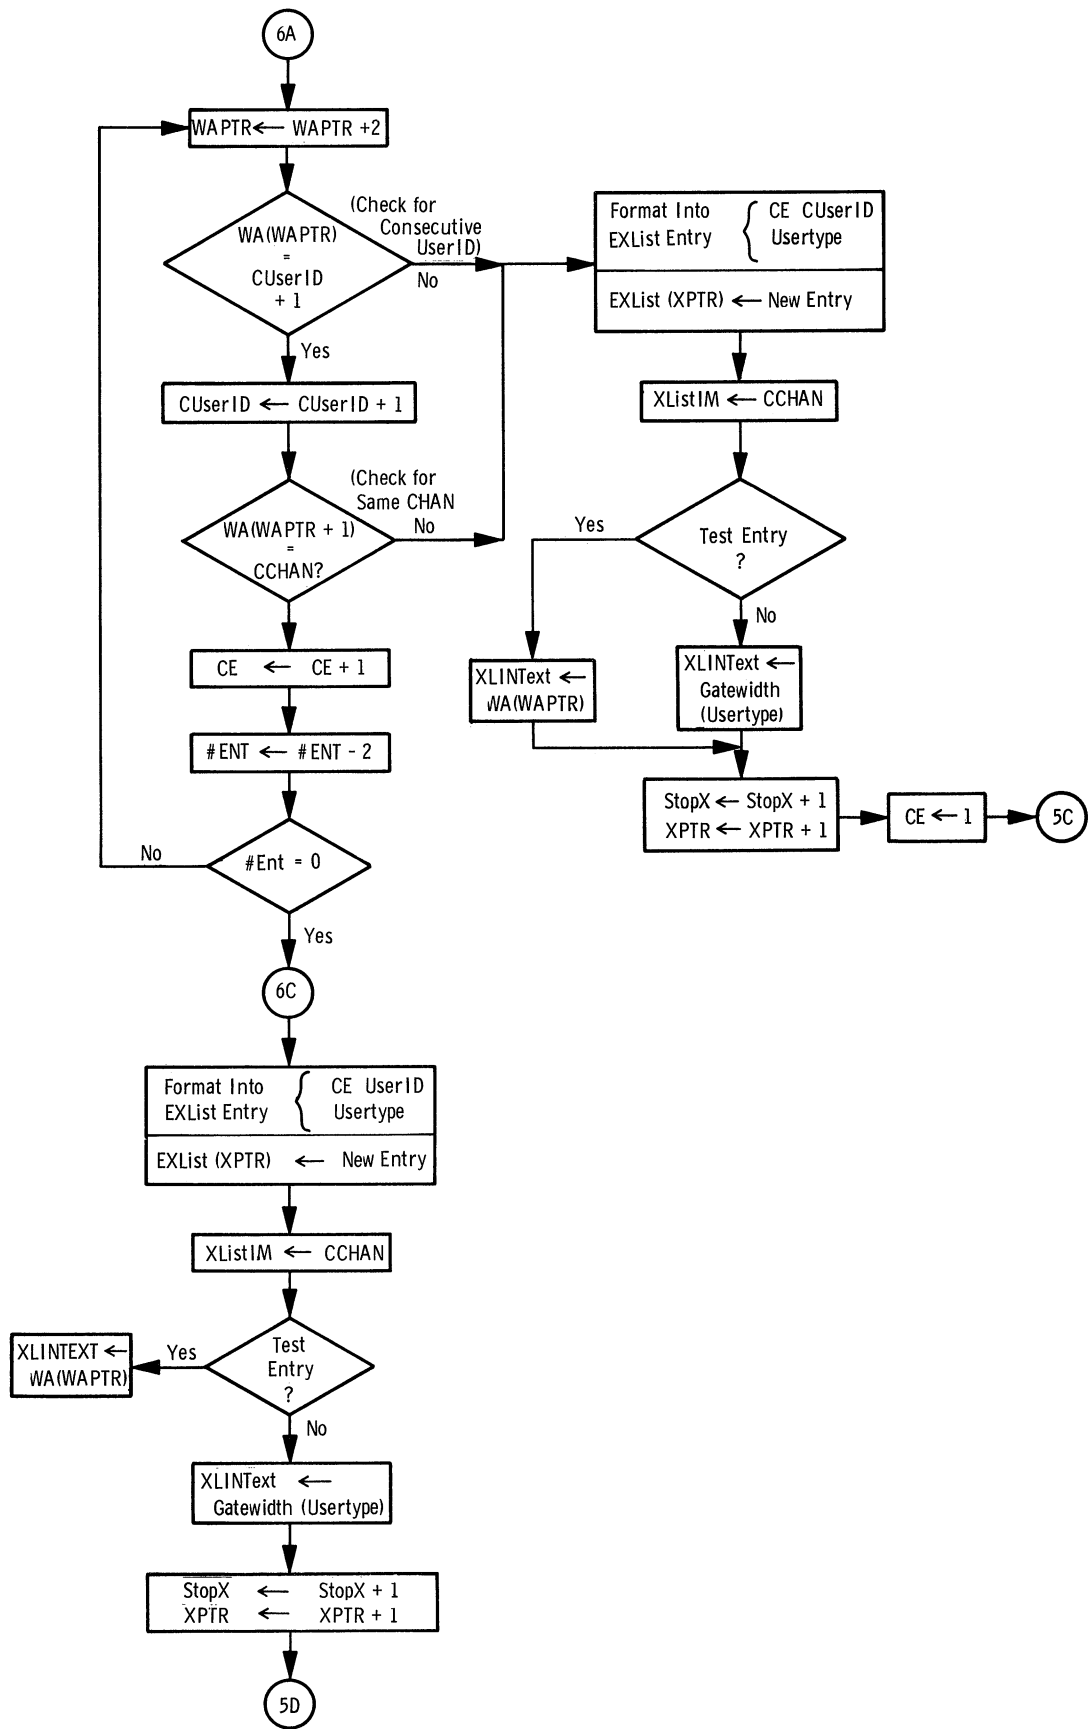 6A
WAPTR ← WAPTR +2
WA(WAPTR)
=
CUserID
+ 1
(Check for
Consecutive
UserID)
No
Yes
CUserID ← CUserID + 1
WA(WAPTR + 1)
=
CCHAN?
(Check for
Same CHAN
No
CE ← CE + 1
#ENT ← #ENT - 2
#Ent = 0
No
Yes
6C
Format Into { CE CUserID
EXList Entry Usertype
EXList (XPTR) ← New Entry
XListIM ← CCHAN
Test Entry
?
Yes
No
XLINText ←
WA(WAPTR)
XLINText ←
Gatewidth
(Usertype)
StopX ← StopX + 1
XPTR ← XPTR + 1
CE ← 1
5C
Format Into { CE UserID
EXList Entry Usertype
EXList (XPTR) ← New Entry
XListIM ← CCHAN
Test
Entry
?
Yes
XLINTEXT ←
WA(WAPTR)
No
XLINText ←
Gatewidth (Usertype)
StopX ← StopX + 1
XPTR ← XPTR + 1
5D